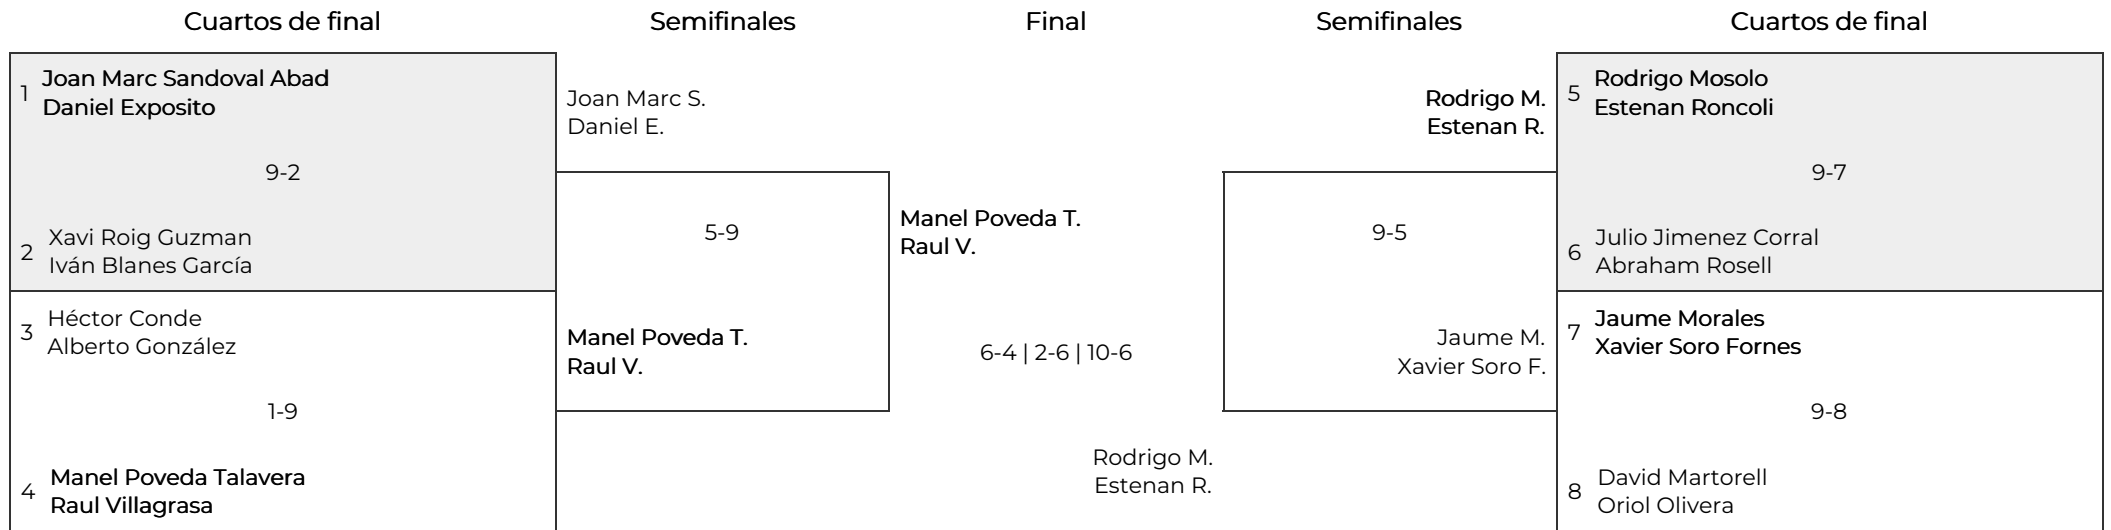 Cuartos de final
Semifinales
Final
Semifinales
Cuartos de final
1
Joan Marc Sandoval Abad
Daniel Exposito
9-2
2
Xavi Roig Guzman
Iván Blanes García
3
Héctor Conde
Alberto González
1-9
4
Manel Poveda Talavera
Raul Villagrasa
Joan Marc S.
Daniel E.
5-9
Manel Poveda T.
Raul V.
Manel Poveda T.
Raul V.
6-4 | 2-6 | 10-6
Rodrigo M.
Estenan R.
Rodrigo M.
Estenan R.
9-5
Jaume M.
Xavier Soro F.
5
Rodrigo Mosolo
Estenan Roncoli
9-7
6
Julio Jimenez Corral
Abraham Rosell
7
Jaume Morales
Xavier Soro Fornes
9-8
8
David Martorell
Oriol Olivera